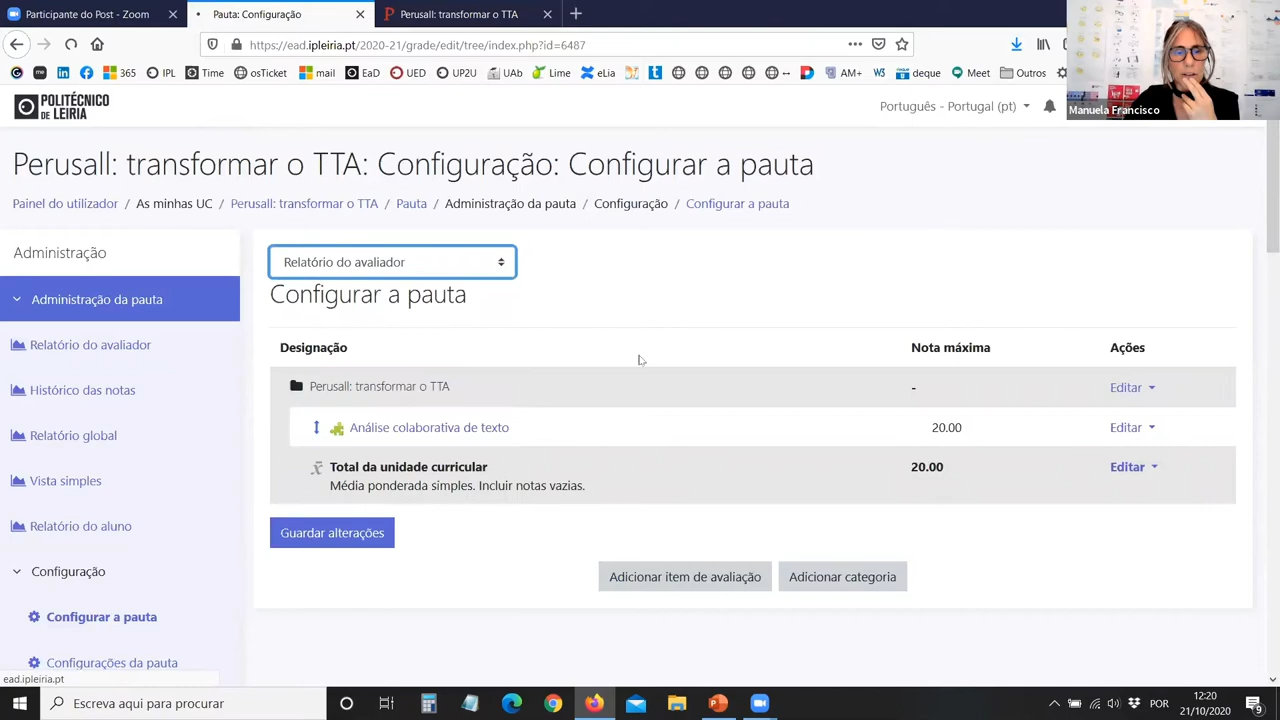 Participante do Post - Zoom
Pauta: Configuração
Perusall: transformar o TTA
https://ead.ipleiria.pt/2020-21/grade/edit/tree/index.php?id=6487
365
IPL
Time
osTicket
mail
EaD
UED
UP2U
UAb
Lime
eLia
AM+
W3
deque
Meet
Outros
Manuela Francisco
POLITÉCNICO
DE LEIRIA
Português - Portugal (pt)
Perusall: transformar o TTA: Configuração: Configurar a pauta
Painel do utilizador / As minhas UC / Perusall: transformar o TTA / Pauta / Administração da pauta / Configuração / Configurar a pauta
Administração
Administração da pauta
Relatório do avaliador
Histórico das notas
Relatório global
Vista simples
Relatório do aluno
Configuração
Configurar a pauta
Configurações da pauta
Relatório do avaliador
Configurar a pauta
Designação Nota máxima Ações
Perusall: transformar o TTA - Editar
Análise colaborativa de texto 20.00 Editar
Total da unidade curricular 20.00 Editar
Média ponderada simples. Incluir notas vazias.
Guardar alterações
Adicionar item de avaliação Adicionar categoria
ead.ipleiria.pt
Escreva aqui para procurar
POR
12:20
21/10/2020
9